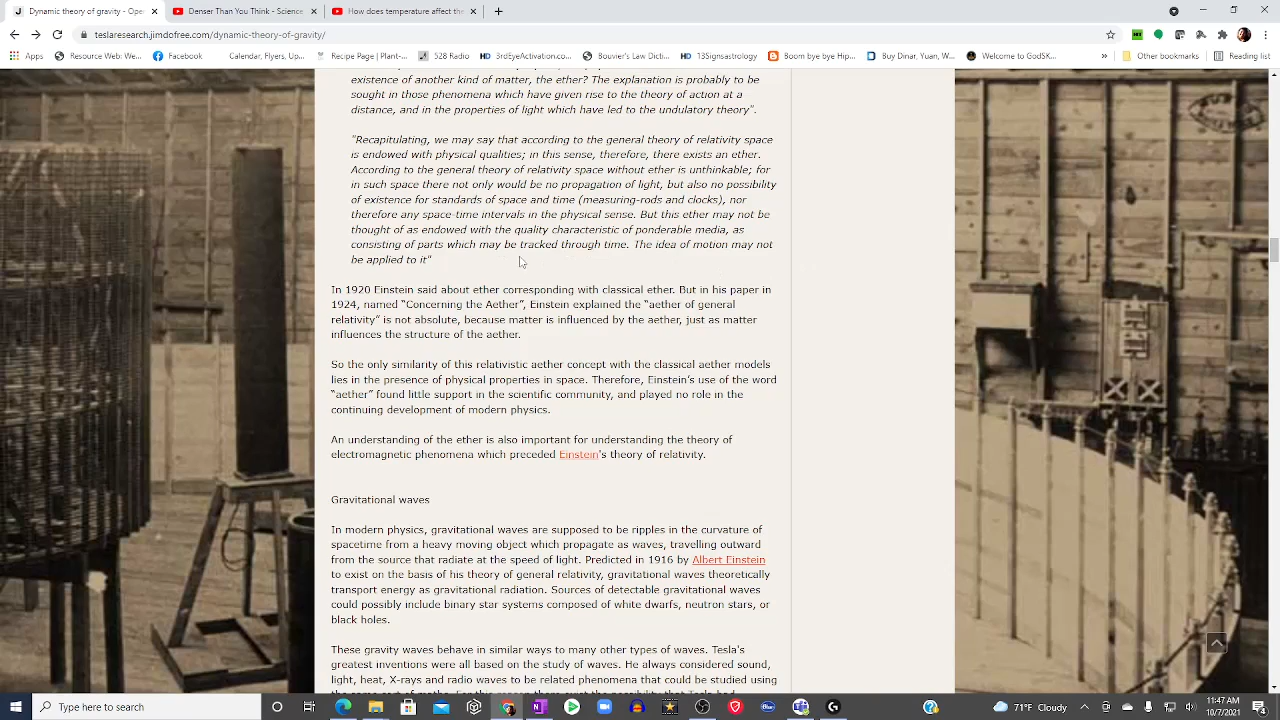 Dynamic theory of gravity - Ope
Denser Than You Think - Science
How does temperature affect the
teslaresearch.jimdofree.com/dynamic-theory-of-gravity/
Apps
Resource World
Facebook
Calendar, Flyers, Up...
Recipe Page | Plant-...
528 Radio
HD 3rdEyeActivation.co...
Bouvier's Law Dicti...
HD 13Signsastrology
Boom bye bye Hip...
Buy Dinar, Yuan, W...
Welcome to GodSK...
»
Other bookmarks
Reading list
existence of another kind of matter, the ether? The explanation is probably to be
sought in those phenomena which have given rise to the theory of action at a
distance, and in the properties of light which have led to the undulatory theory".
"Recapitulating, we may say that according to the general theory of relativity space
is endowed with physical qualities; in this sense, therefore, there exists an ether.
According to the general theory of relativity space without ether is unthinkable; for
in such space there not only would be no propagation of light, but also no possibility
of existence for standards of space and time (measuring-rods and clocks), nor
therefore any space-time intervals in the physical sense. But this ether may not be
thought of as endowed with the quality characteristic of ponderable media, as
consisting of parts which may be tracked through time. The idea of motion may not
be applied to it"
In 1920 Einstein said about ether corresponding with classical ether. But in his paper in
1924, named “Concerning the Aether”, Einstein explained the “aether of general
relativity” is not absolute, because matter is influenced by the aether, just as matter
influences the structure of the aether.
So the only similarity of this relativistic aether concept with the classical aether models
lies in the presence of physical properties in space. Therefore, Einstein’s use of the word
“aether” found little support in the scientific community, and played no role in the
continuing development of modern physics.
An understanding of the ether is also important for understanding the theory of
electromagnetic phenomena which preceded Einstein's theory of relativity.
Gravitational waves
In modern physics, gravitational waves are supposed to be ripples in the curvature of
spacetime from a heavy moving object which propagate as waves, travelling outward
from the source that radiate at the speed of light. Predicted in 1916 by Albert Einstein
to exist on the basis of his theory of general relativity, gravitational waves theoretically
transport energy as gravitational radiation. Sources of detectable gravitational waves
could possibly include binary star systems composed of white dwarfs, neutron stars, or
black holes.
These gravity waves behave in similar ways to many other types of waves. Tesla's
greatest inventions were all based on the study of waves. He always considered sound,
light, heat, X-rays and radio waves to be related phenomena that could be studied using
Type here to search
77°F Cloudy
11:47 AM
10/7/2021